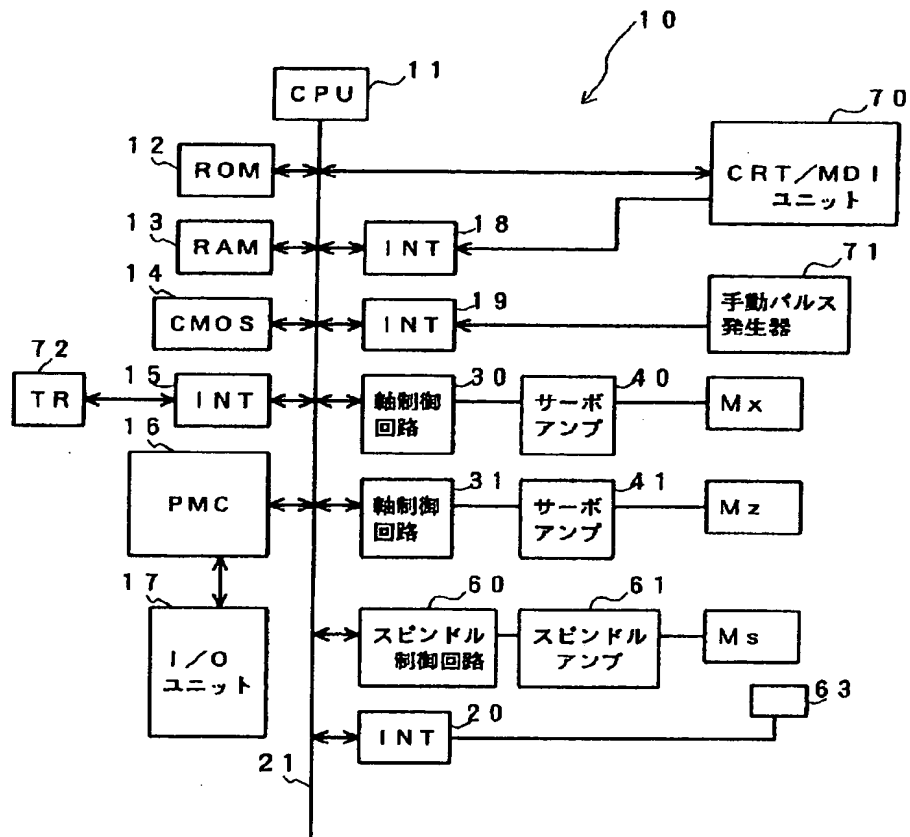 10
11
CPU
70
12
ROM
CRT/MDI
ユニット
13
RAM
18
INT
71
14
CMOS
19
INT
手動パルス
発生器
72
TR
15
INT
30
軸制御
回路
40
サーボ
アンプ
Mx
16
PMC
31
軸制御
回路
41
サーボ
アンプ
Mz
17
I/O
ユニット
60
スピンドル
制御回路
61
スピンドル
アンプ
Ms
63
20
INT
21